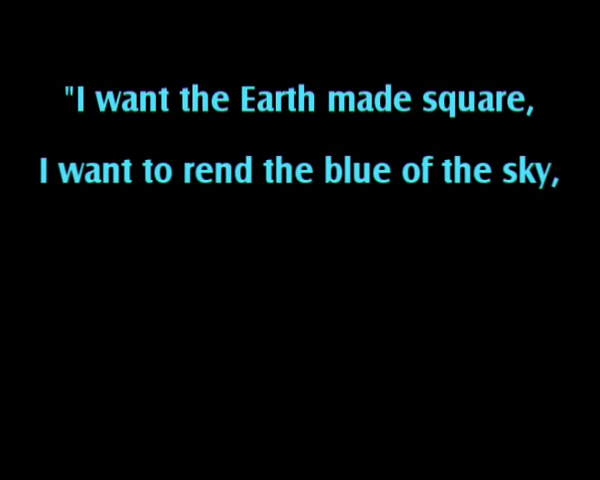 "I want the Earth made square,
I want to rend the blue of the sky,